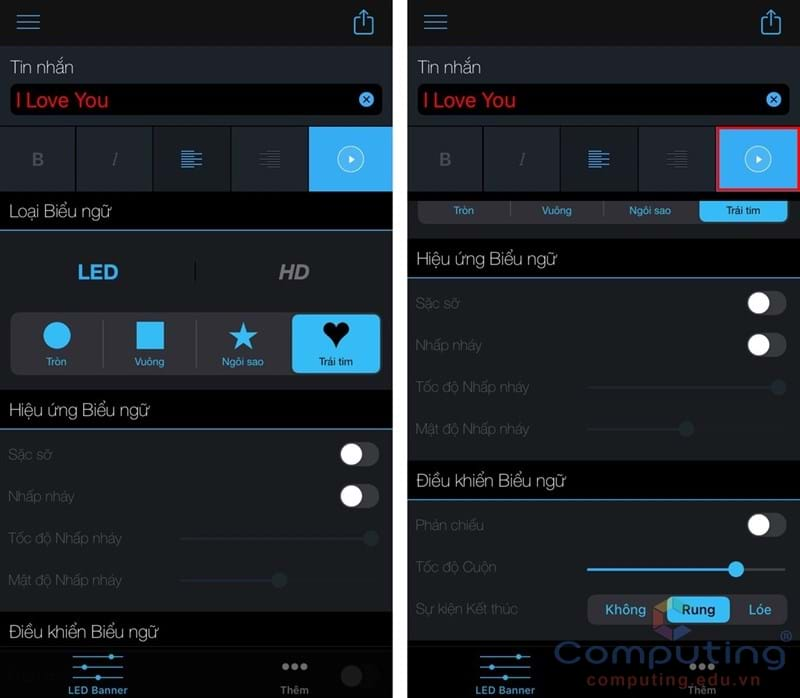 Tin nhắn
I Love You
B I
Loại Biểu ngữ
LED HD
Tròn Vuông Ngôi sao Trái tim
Hiệu ứng Biểu ngữ
Sặc sỡ
Nhấp nháy
Tốc độ Nhấp nháy
Mật độ Nhấp nháy
Điều khiển Biểu ngữ
LED Banner Thêm
Tin nhắn
I Love You
B I
Tròn Vuông Ngôi sao Trái tim
Hiệu ứng Biểu ngữ
Sặc sỡ
Nhấp nháy
Tốc độ Nhấp nháy
Mật độ Nhấp nháy
Điều khiển Biểu ngữ
Phản chiếu
Tốc độ Cuộn
Sự kiện Kết thúc Không Rung Lóe
LED Banner Thêm
Computing®
computing.edu.vn